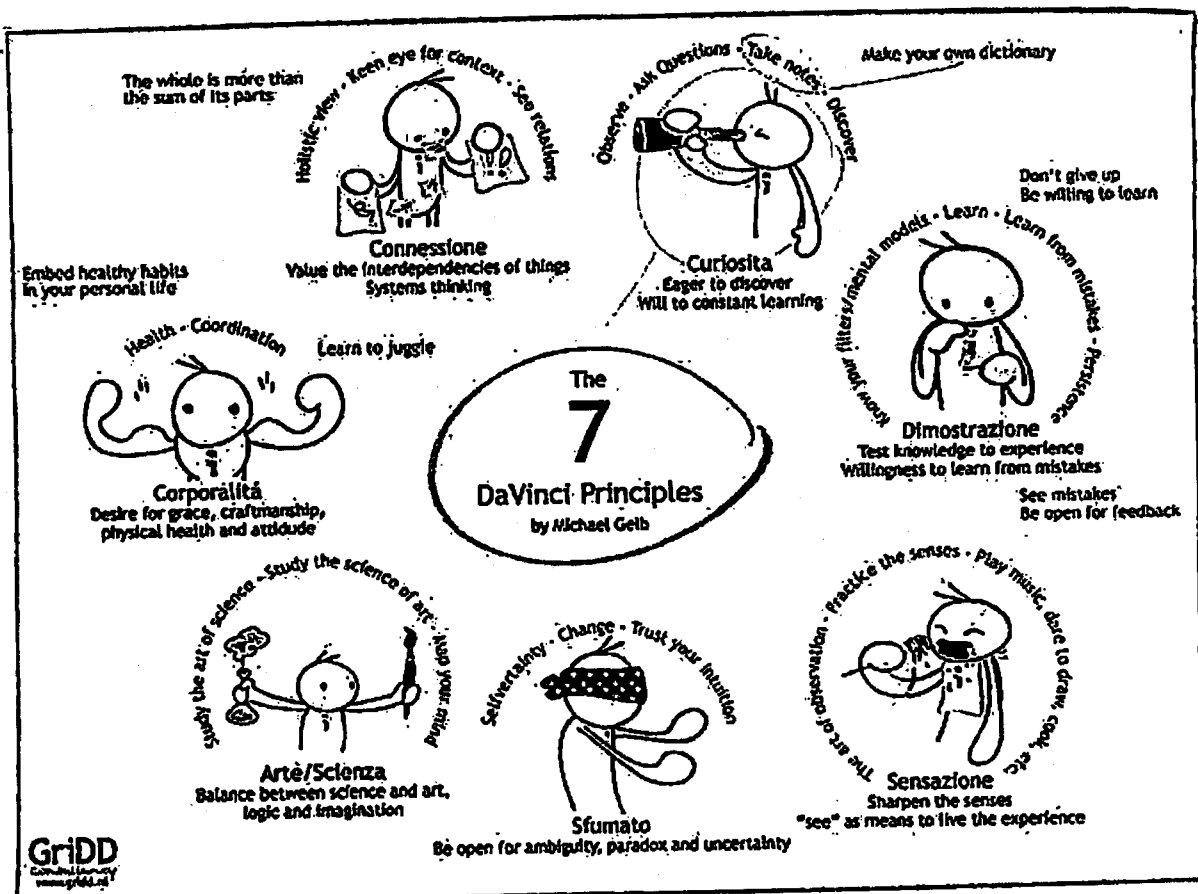 The whole is more than
the sum of its parts
Holistic view - Keen eye for context - See relations
Connessione
Value the interdependencies of things
Systems thinking
Observe - Ask Questions - Take notes - Discover
Make your own dictionary
Curiosita
Eager to discover
Will to constant learning
Don't give up
Be willing to learn
Know your filters/mental models - Learn - Learn from mistakes - Persistence
Dimostrazione
Test knowledge to experience
Willingness to learn from mistakes
See mistakes
Be open for feedback
Embed healthy habits
in your personal life
Health - Coordination
Learn to juggle
Corporalitá
Desire for grace, craftmanship,
physical health and attidude
The
7
DaVinci Principles
by Michael Gelb
Study the art of science - Study the science of art - Map your mind
Arte/Scienza
Balance between science and art,
logic and imagination
Selfvertainty - Change - Trust your intuition
Sfumato
Be open for ambiguity, paradox and uncertainty
The art of observation - Practice the senses - Play music, dare to draw, cook, etc.
Sensazione
Sharpen the senses
"see" as means to live the experience
GriDD
Consultancy
www.gridd.nl